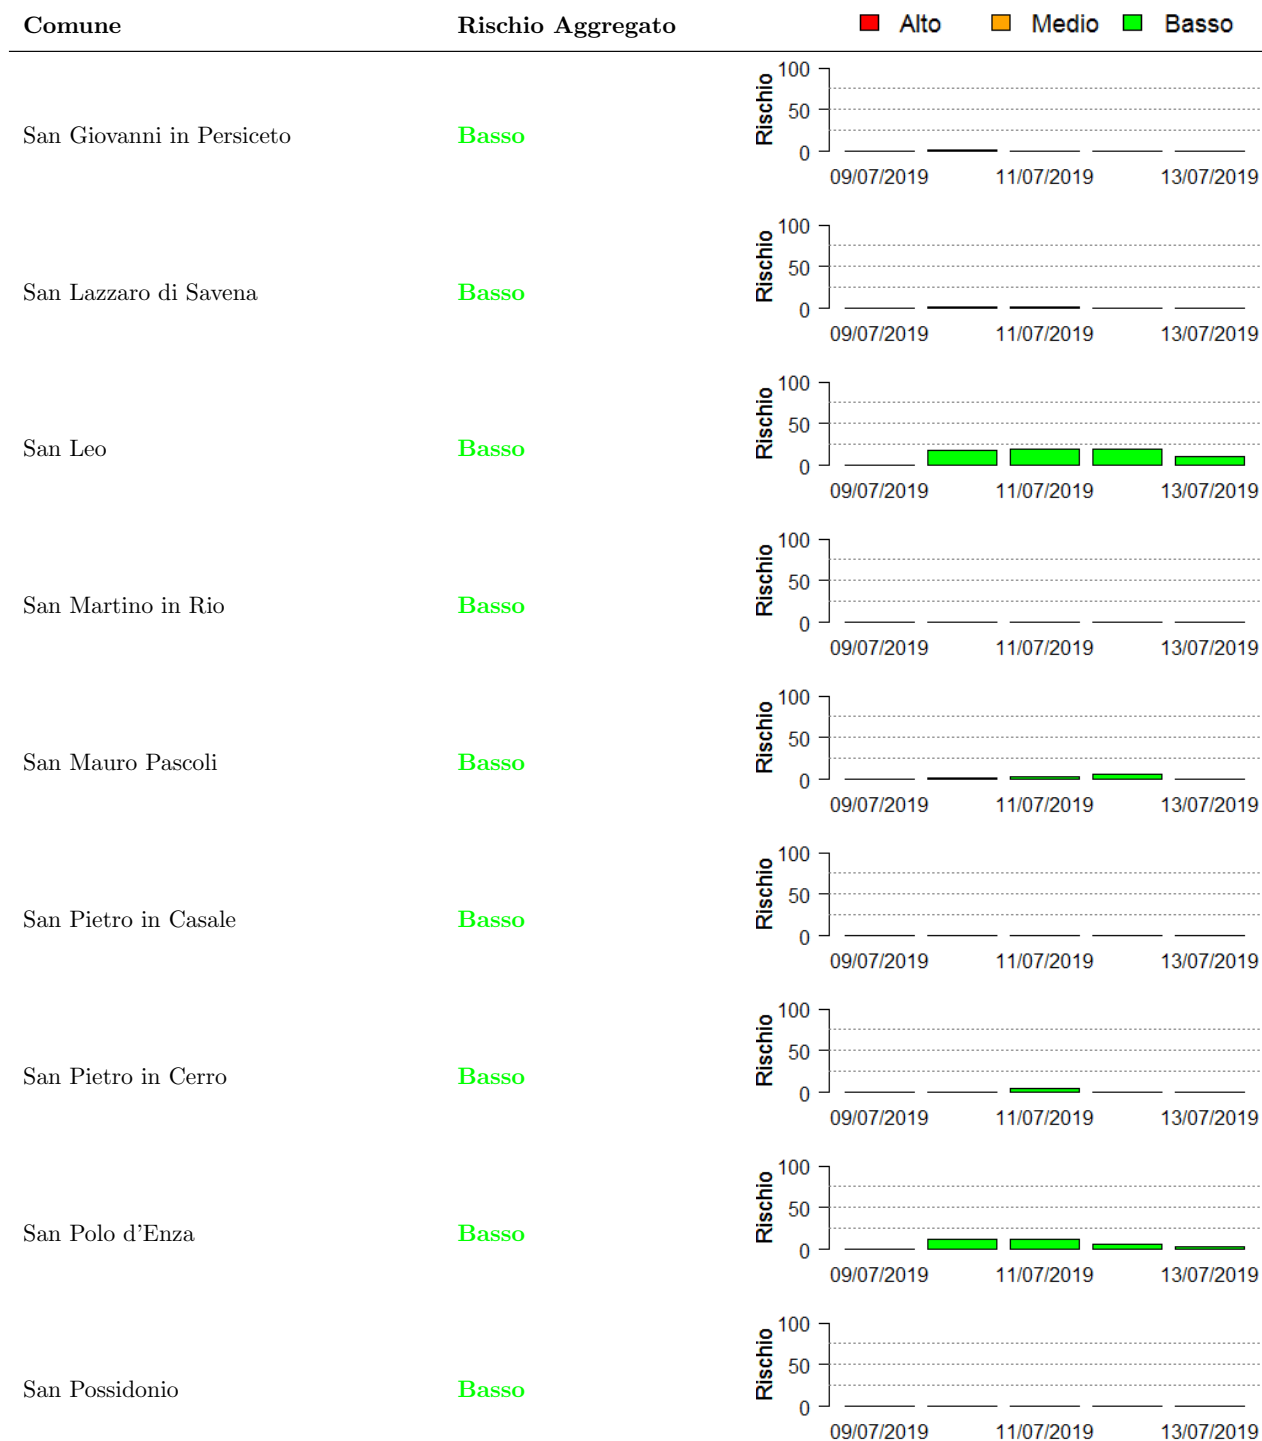 Comune Rischio Aggregato Alto Medio Basso
San Giovanni in Persiceto Basso
Rischio
100
50
0
09/07/2019 11/07/2019 13/07/2019
San Lazzaro di Savena Basso
Rischio
100
50
0
09/07/2019 11/07/2019 13/07/2019
San Leo Basso
Rischio
100
50
0
09/07/2019 11/07/2019 13/07/2019
San Martino in Rio Basso
Rischio
100
50
0
09/07/2019 11/07/2019 13/07/2019
San Mauro Pascoli Basso
Rischio
100
50
0
09/07/2019 11/07/2019 13/07/2019
San Pietro in Casale Basso
Rischio
100
50
0
09/07/2019 11/07/2019 13/07/2019
San Pietro in Cerro Basso
Rischio
100
50
0
09/07/2019 11/07/2019 13/07/2019
San Polo d'Enza Basso
Rischio
100
50
0
09/07/2019 11/07/2019 13/07/2019
San Possidonio Basso
Rischio
100
50
0
09/07/2019 11/07/2019 13/07/2019